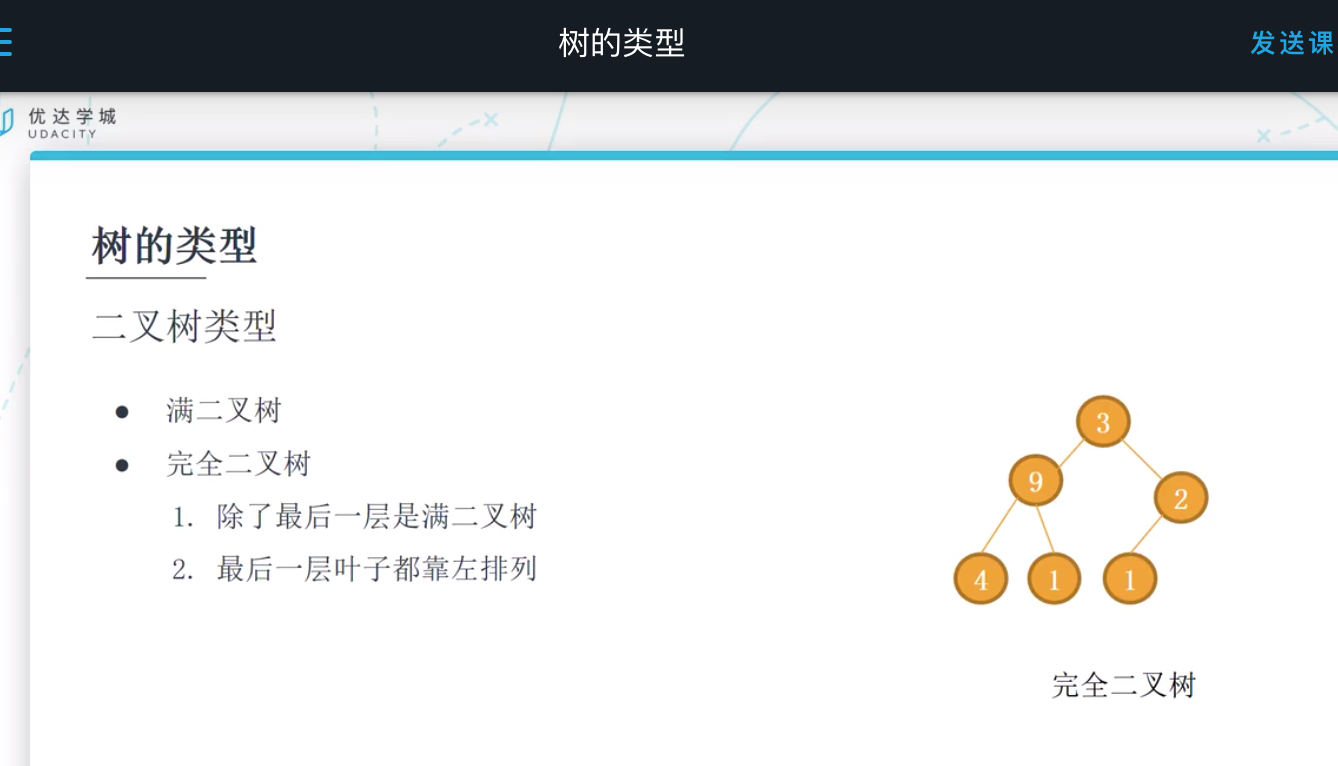 树的类型
发送课
优达学城
UDACITY
树的类型
二叉树类型
● 满二叉树
● 完全二叉树
1. 除了最后一层是满二叉树
2. 最后一层叶子都靠左排列
3
9
2
4
1
1
完全二叉树